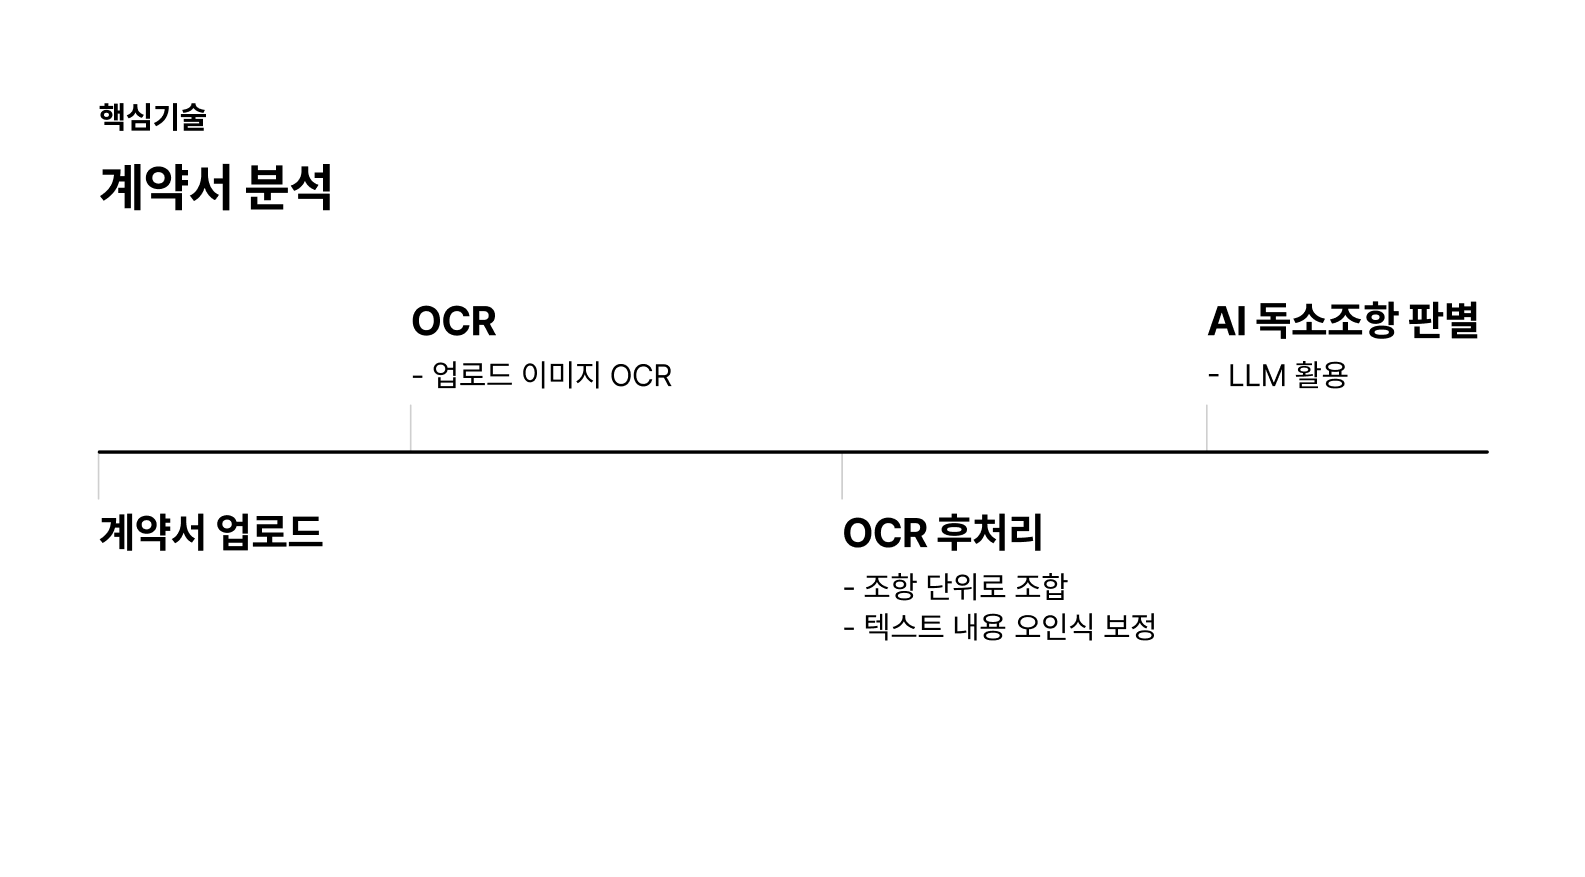 핵심기술
계약서 분석
계약서 업로드
OCR
- 업로드 이미지 OCR
OCR 후처리
- 조항 단위로 조합
- 텍스트 내용 오인식 보정
AI 독소조항 판별
- LLM 활용